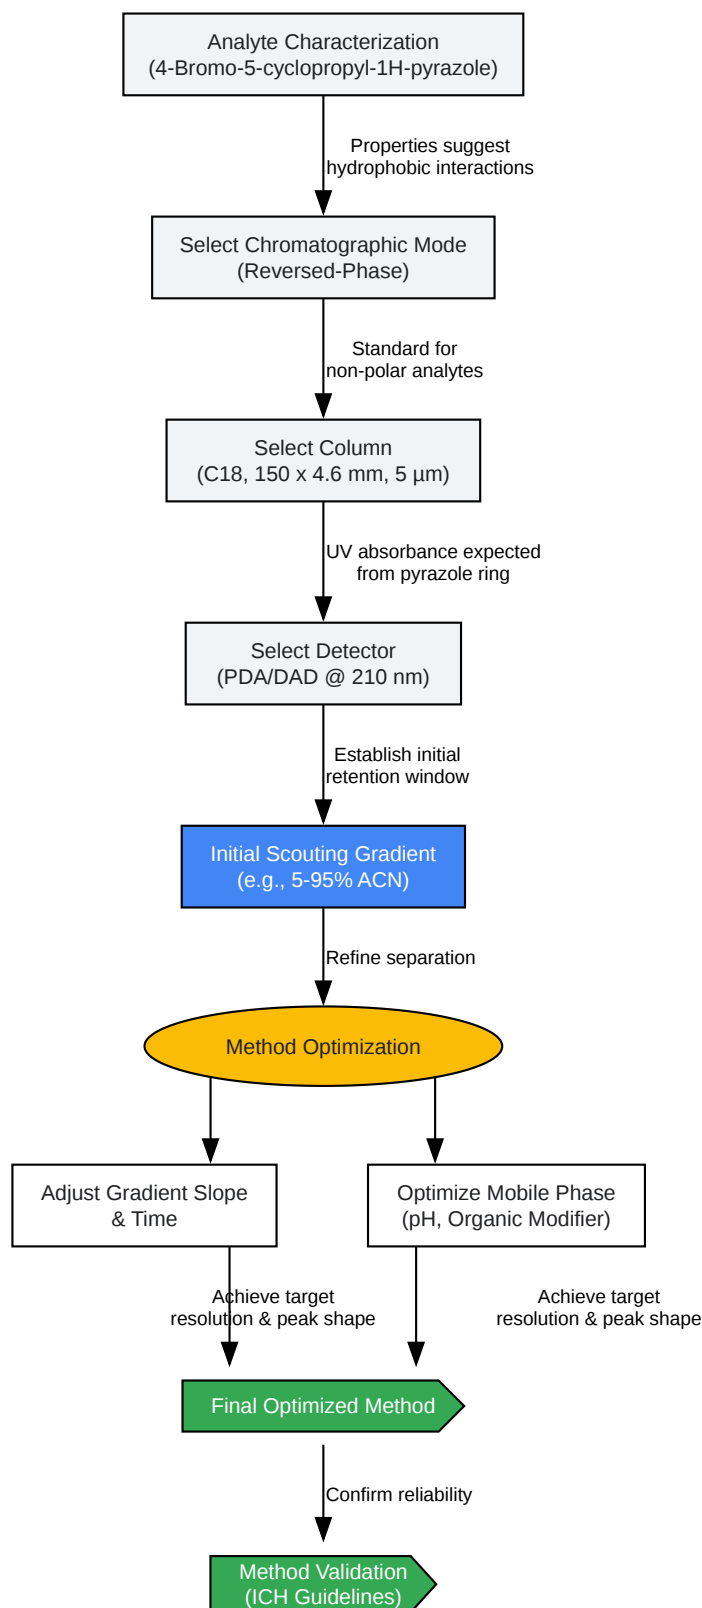 Analyte Characterization
(4-Bromo-5-cyclopropyl-1H-pyrazole)
Properties suggest
hydrophobic interactions
Select Chromatographic Mode
(Reversed-Phase)
Standard for
non-polar analytes
Select Column
(C18, 150 x 4.6 mm, 5 µm)
UV absorbance expected
from pyrazole ring
Select Detector
(PDA/DAD @ 210 nm)
Establish initial
retention window
Initial Scouting Gradient
(e.g., 5-95% ACN)
Refine separation
Method Optimization
Adjust Gradient Slope
& Time
Optimize Mobile Phase
(pH, Organic Modifier)
Achieve target
resolution & peak shape
Achieve target
resolution & peak shape
Final Optimized Method
Confirm reliability
Method Validation
(ICH Guidelines)